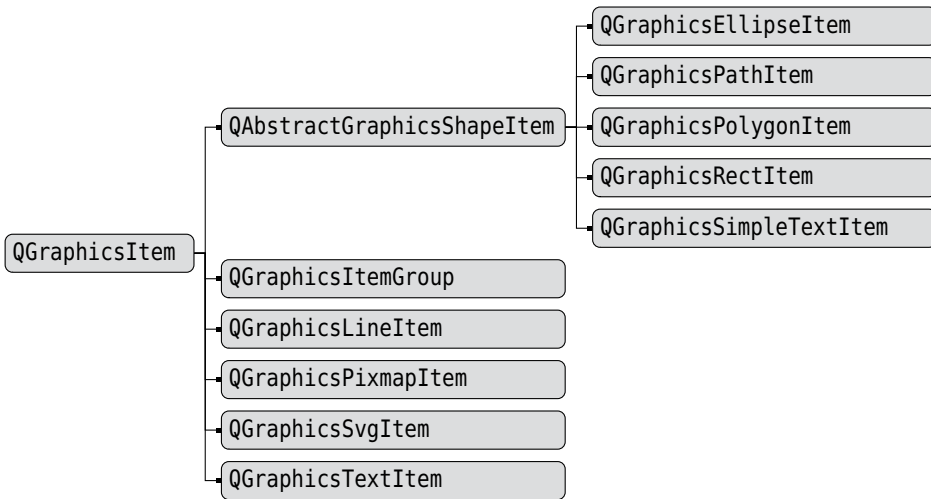 QGraphicsEllipseItem
QGraphicsPathItem
QAbstractGraphicsShapeItem
QGraphicsPolygonItem
QGraphicsRectItem
QGraphicsSimpleTextItem
QGraphicsItem
QGraphicsItemGroup
QGraphicsLineItem
QGraphicsPixmapItem
QGraphicsSvgItem
QGraphicsTextItem